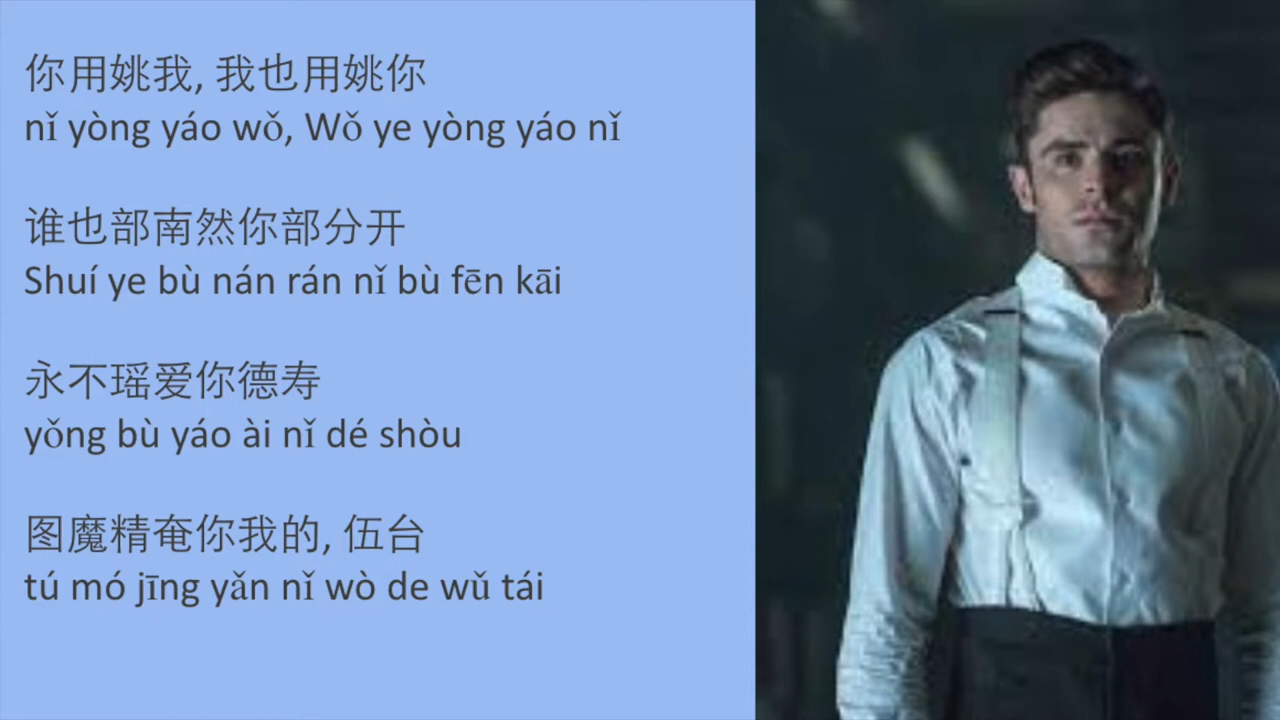 你用姚我, 我也用姚你
nǐ yòng yáo wǒ, Wǒ ye yòng yáo nǐ
谁也部南然你部分开
Shuí ye bù nán rán nǐ bù fēn kāi
永不瑶爱你德寿
yǒng bù yáo ài nǐ dé shòu
图魔精奄你我的, 伍台
tú mó jīng yǎn nǐ wò de wǔ tái